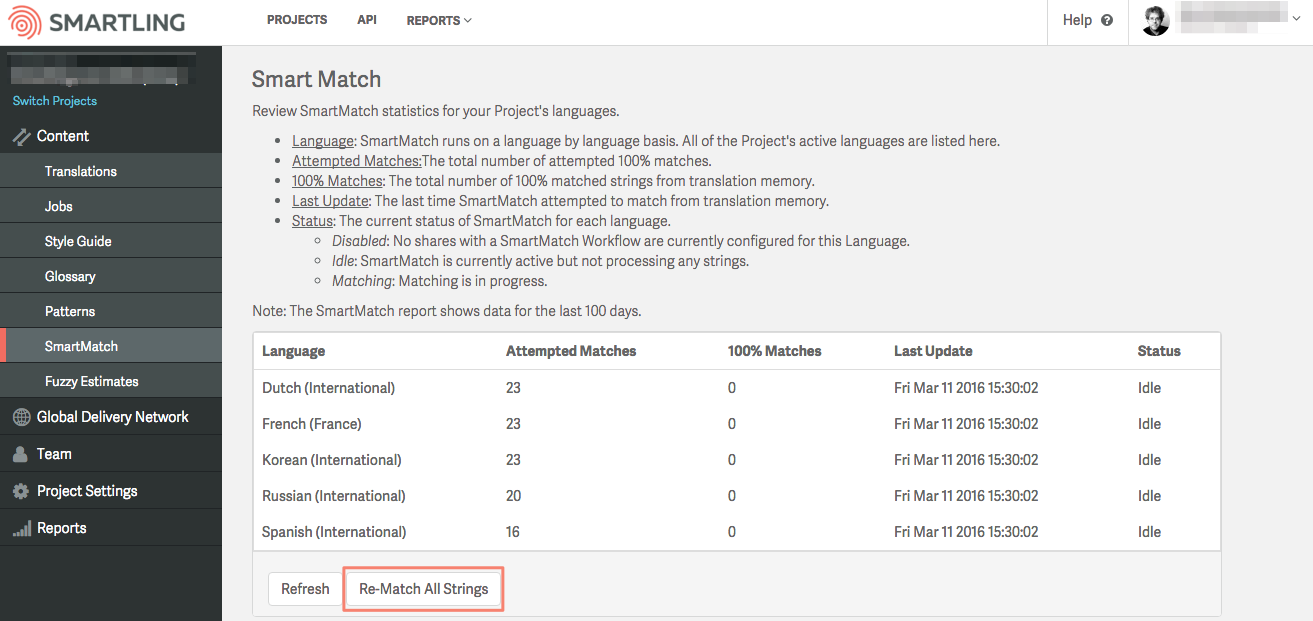 SMARTLING
PROJECTS API REPORTS
Help
Switch Projects
Content
Translations
Jobs
Style Guide
Glossary
Patterns
SmartMatch
Fuzzy Estimates
Global Delivery Network
Team
Project Settings
Reports
Smart Match
Review SmartMatch statistics for your Project's languages.
Language: SmartMatch runs on a language by language basis. All of the Project's active languages are listed here.
Attempted Matches:The total number of attempted 100% matches.
100% Matches: The total number of 100% matched strings from translation memory.
Last Update: The last time SmartMatch attempted to match from translation memory.
Status: The current status of SmartMatch for each language.
Disabled: No shares with a SmartMatch Workflow are currently configured for this Language.
Idle: SmartMatch is currently active but not processing any strings.
Matching: Matching is in progress.
Note: The SmartMatch report shows data for the last 100 days.
Language Attempted Matches 100% Matches Last Update Status
Dutch (International) 23 0 Fri Mar 11 2016 15:30:02 Idle
French (France) 23 0 Fri Mar 11 2016 15:30:02 Idle
Korean (International) 23 0 Fri Mar 11 2016 15:30:02 Idle
Russian (International) 20 0 Fri Mar 11 2016 15:30:02 Idle
Spanish (International) 16 0 Fri Mar 11 2016 15:30:02 Idle
Refresh Re-Match All Strings